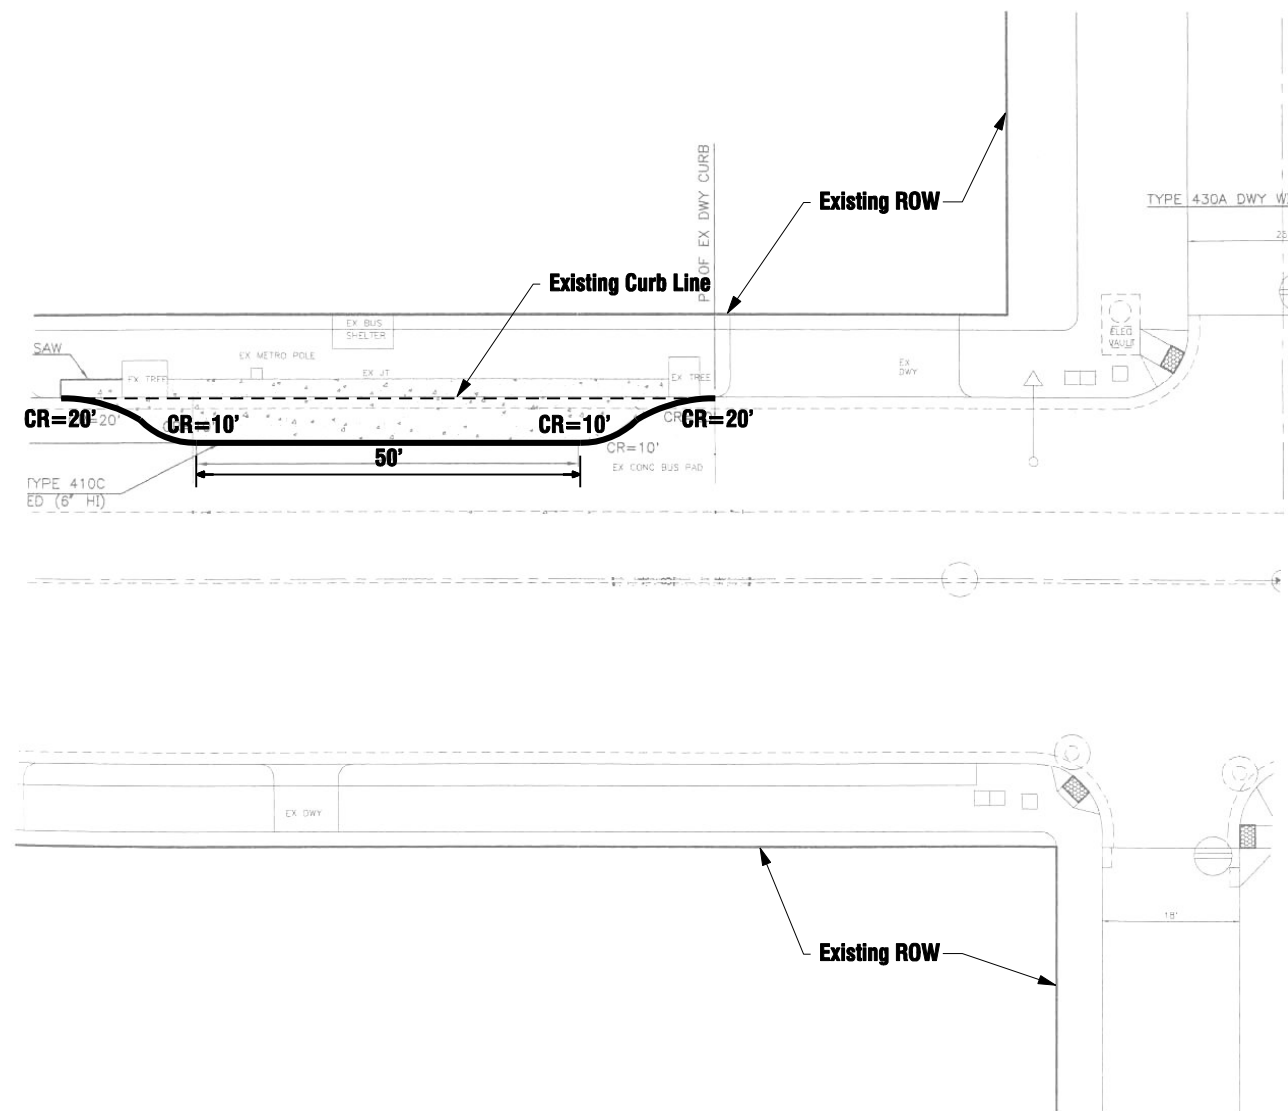 Existing ROW
TYPE 430A DWY
Existing Curb Line
OF EX DWY CURB
EX BUS
SHELTER
ELEC
VAULT
SAW
EX METRO POLE
EX TREE
EX JT
EX TREE
EX
DWY
CR=20'
CR=10'
CR=10'
CR=20'
CR=10'
50'
EX CONC BUS PAD
TYPE 410C
ED (6" HI)
EX DWY
18'
Existing ROW